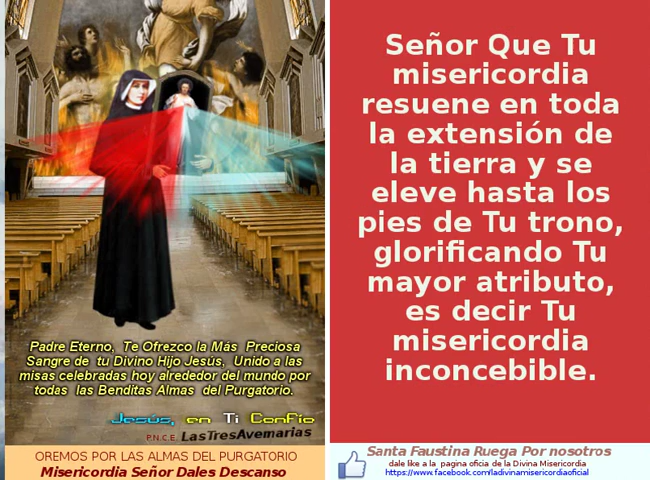 Padre Eterno, Te Ofrezco la Más Preciosa
Sangre de tu Divino Hijo Jesús, Unido a las
misas celebradas hoy alrededor del mundo por
todas las Benditas Almas del Purgatorio.
Jesús, en Ti Confío
P.N.C.E. LasTresAvemarias
OREMOS POR LAS ALMAS DEL PURGATORIO
Misericordia Señor Dales Descanso
Señor Que Tu
misericordia
resuene en toda
la extensión de
la tierra y se
eleve hasta los
pies de Tu trono,
glorificando Tu
mayor atributo,
es decir Tu
misericordia
inconcebible.
Santa Faustina Ruega Por nosotros
dale like a la pagina oficia de la Divina Misericordia
https://www.facebook.com/ladivinamisericordiaoficial